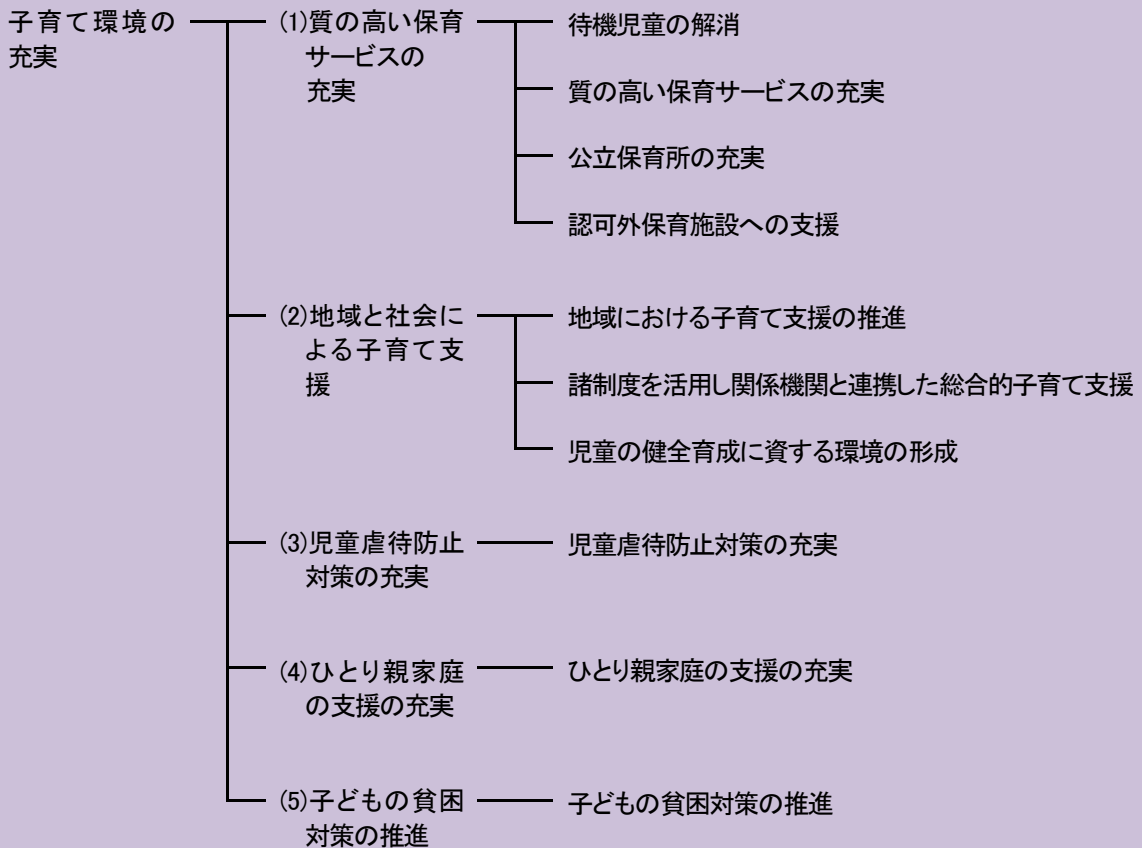 子育て環境の
充実
(1)質の高い保育
サービスの
充実
待機児童の解消
質の高い保育サービスの充実
公立保育所の充実
認可外保育施設への支援
(2)地域と社会に
よる子育て支
援
地域における子育て支援の推進
諸制度を活用し関係機関と連携した総合的子育て支援
児童の健全育成に資する環境の形成
(3)児童虐待防止
対策の充実
児童虐待防止対策の充実
(4)ひとり親家庭
の支援の充実
ひとり親家庭の支援の充実
(5)子どもの貧困
対策の推進
子どもの貧困対策の推進